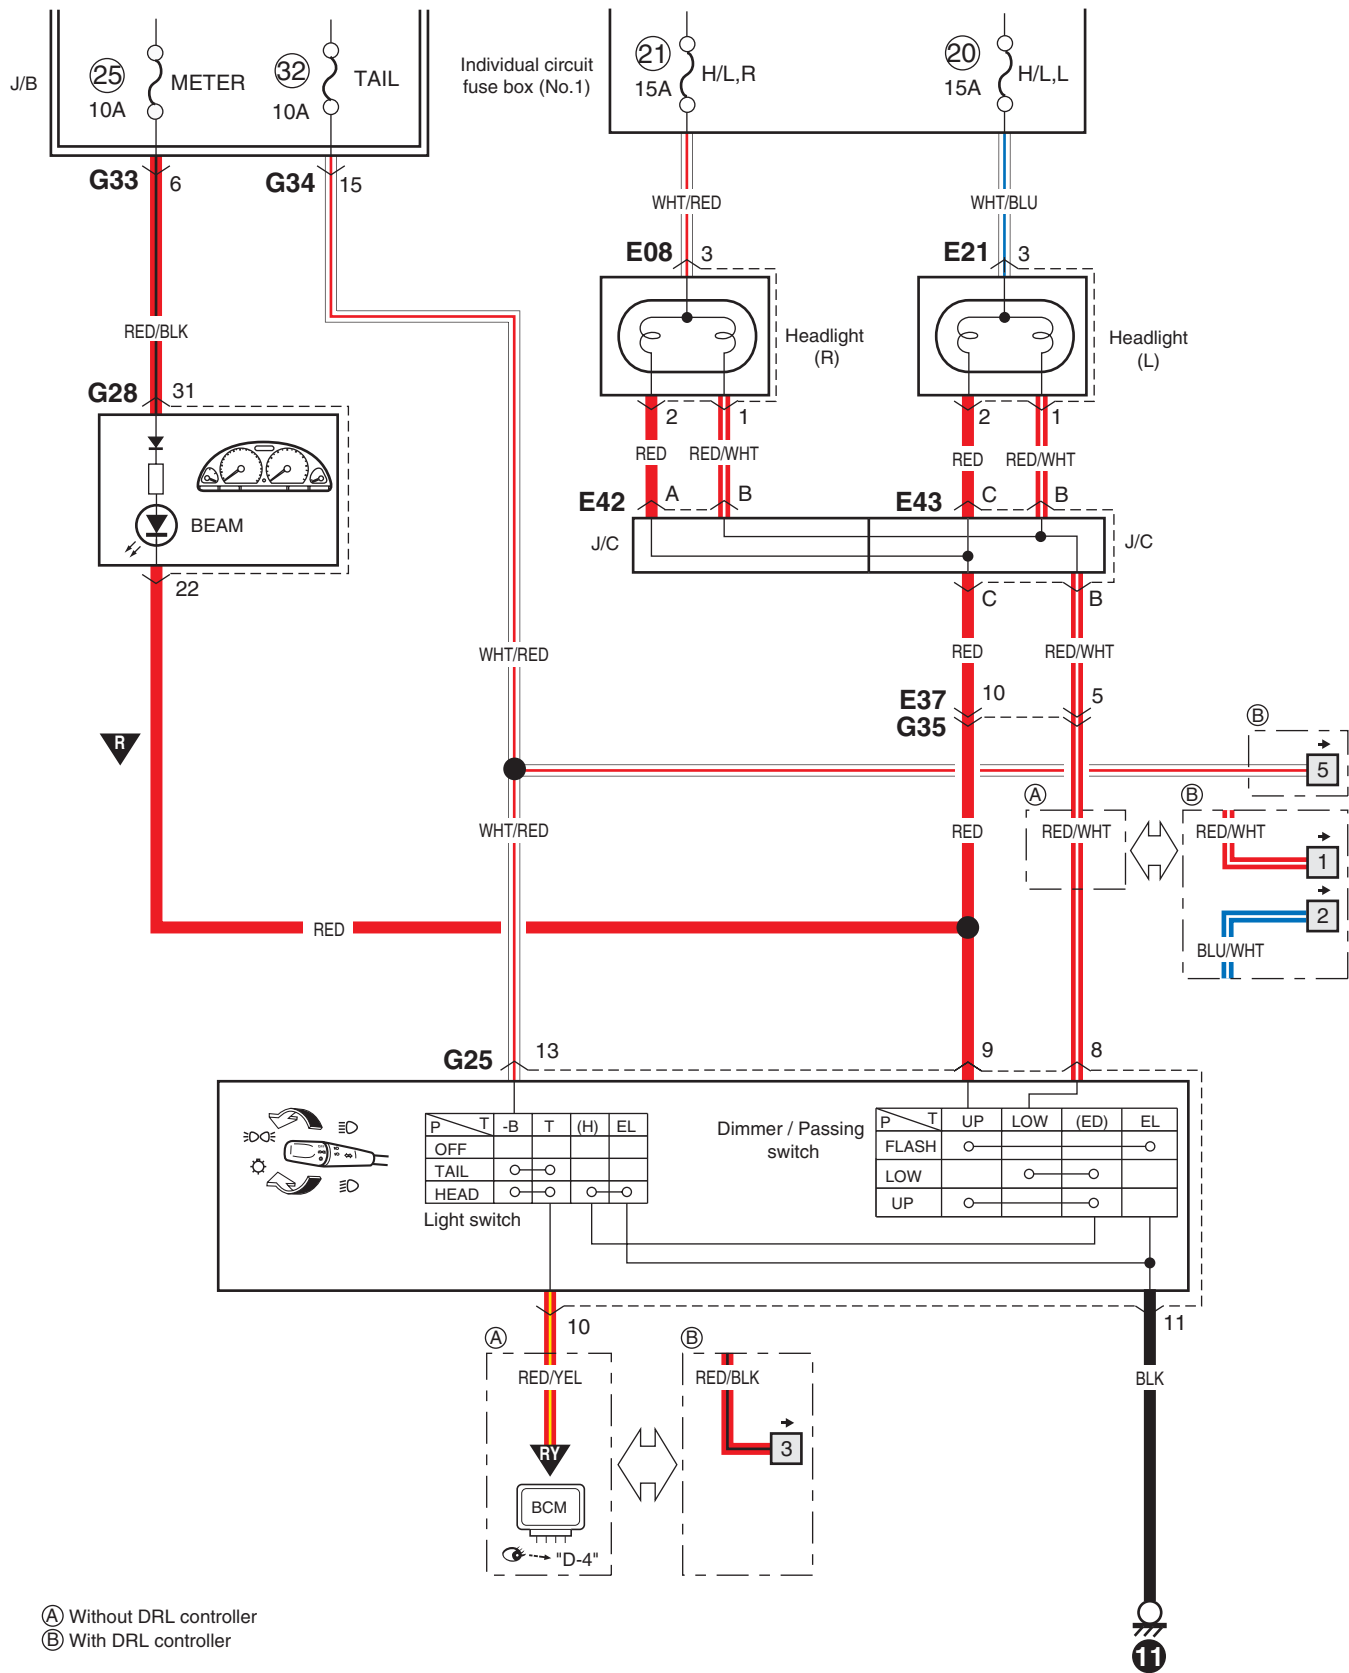 J/B
25
10A
METER
32
10A
TAIL
Individual circuit
fuse box (No.1)
21
15A
H/L,R
20
15A
H/L,L
G33
6
G34
15
WHT/RED
WHT/BLU
E08
3
E21
3
RED/BLK
Headlight
(R)
Headlight
(L)
G28
31
2
1
2
1
RED
RED/WHT
RED
RED/WHT
BEAM
E42
A
B
E43
C
B
J/C
J/C
22
C
B
WHT/RED
RED
RED/WHT
E37
10
5
G35
R
B
5
A
B
WHT/RED
RED
RED/WHT
RED/WHT
1
2
BLU/WHT
RED
G25
13
9
8
P
T
-B
T
(H)
EL
OFF
TAIL
HEAD
Light switch
Dimmer / Passing
switch
P
T
UP
LOW
(ED)
EL
FLASH
LOW
UP
10
11
A
B
RED/YEL
RED/BLK
BLK
RY
3
BCM
"D-4"
A Without DRL controller
B With DRL controller
11